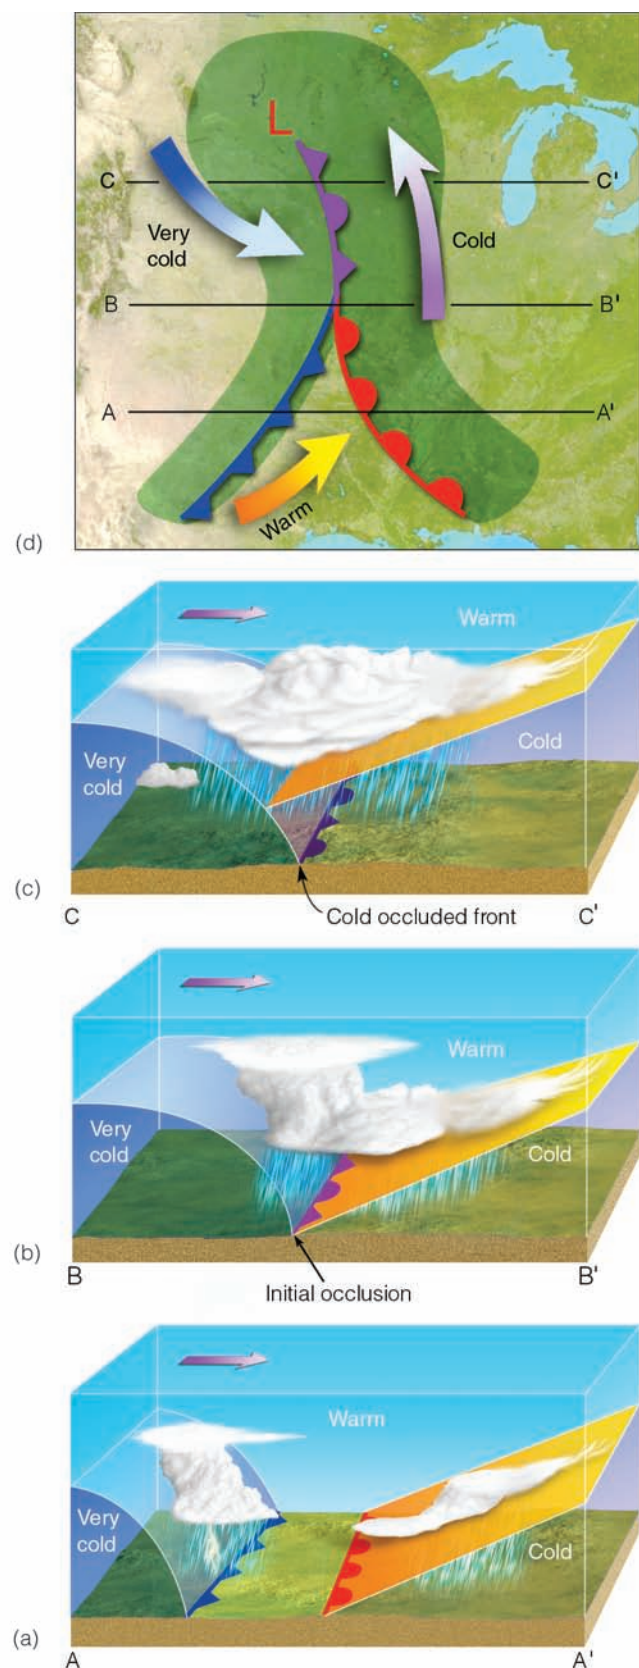 L
C
C'
Very
cold
Cold
B
B'
A
A'
Warm
(d)
Warm
Very
cold
Cold
(c)
C
Cold occluded front
C'
Warm
Very
cold
Cold
(b)
B
Initial occlusion
B'
Warm
Very
cold
Cold
(a)
A
A'